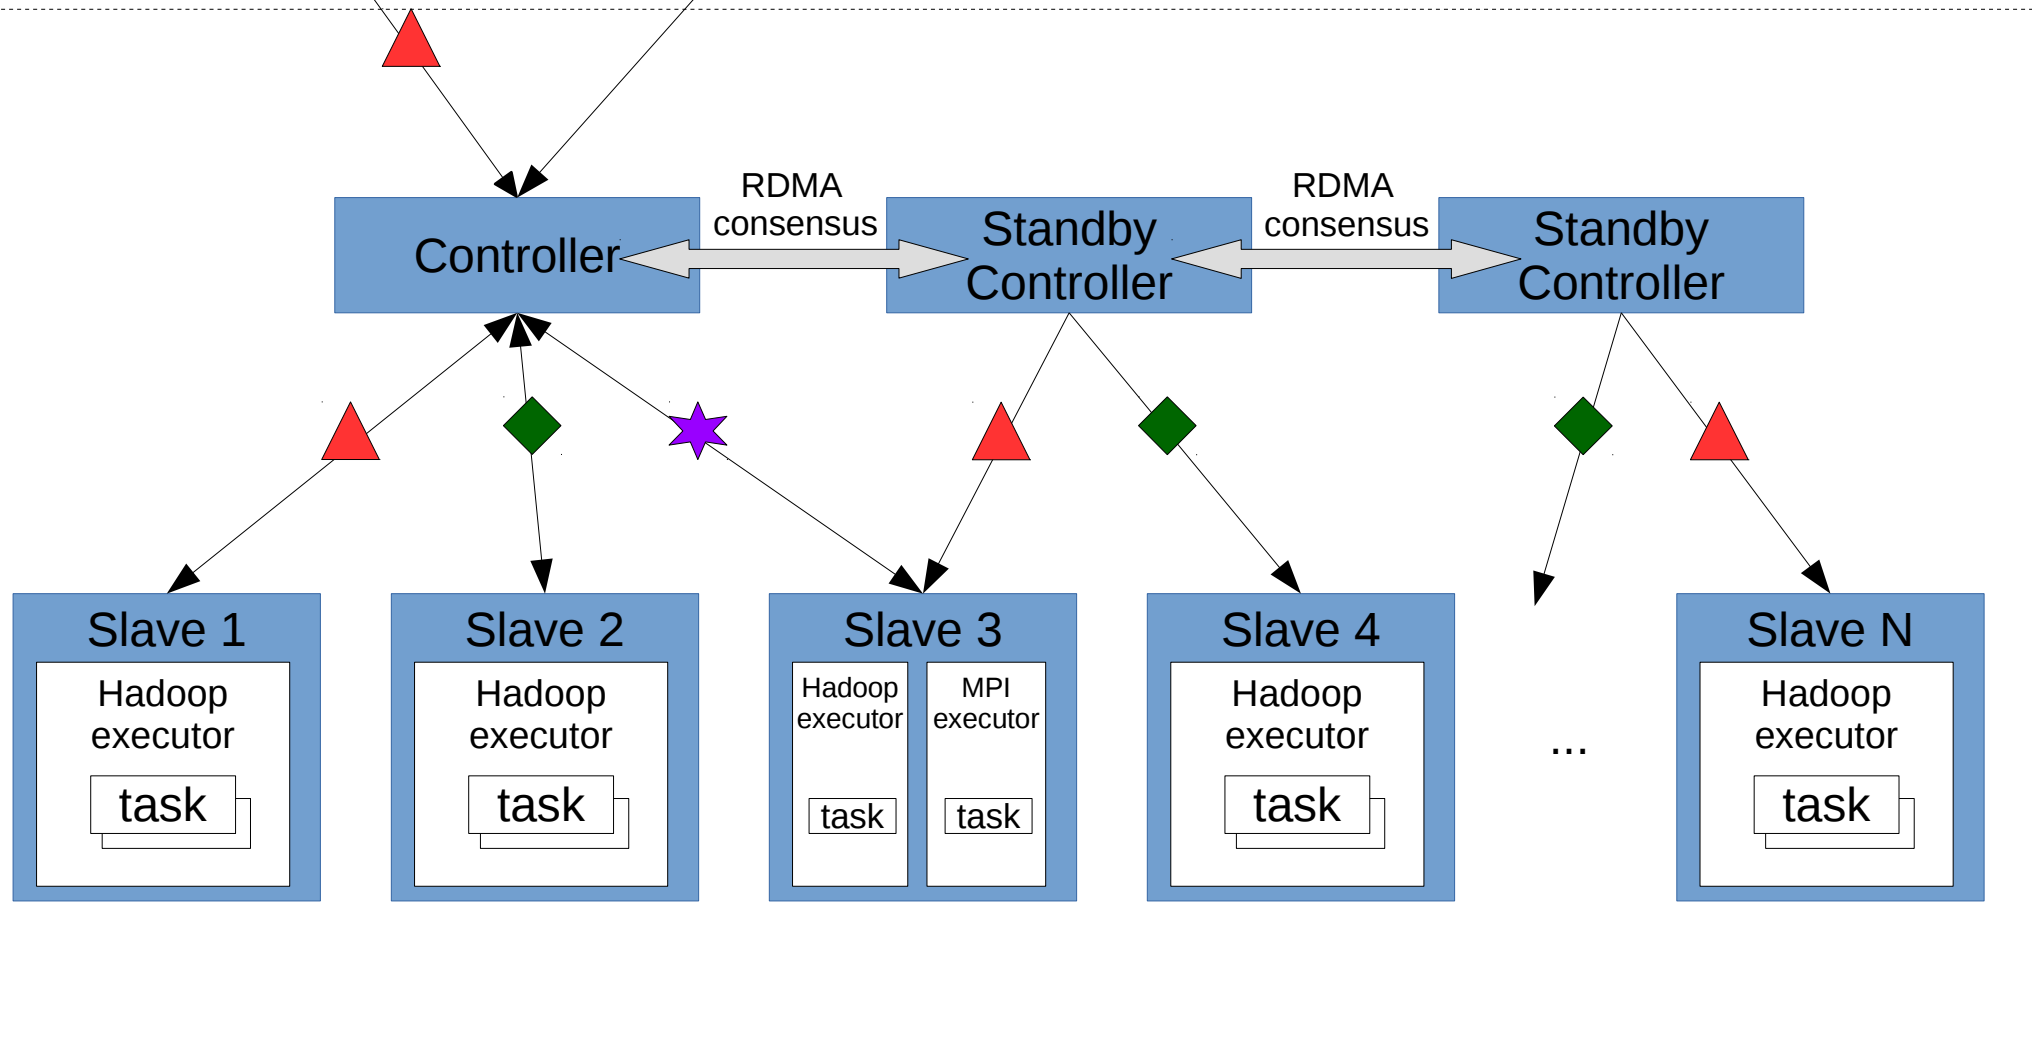 RDMA
consensus
RDMA
consensus
Controller
Standby
Controller
Standby
Controller
Slave 1
Hadoop
executor
task
Slave 2
Hadoop
executor
task
Slave 3
Hadoop
executor
task
MPI
executor
task
Slave 4
Hadoop
executor
task
...
Slave N
Hadoop
executor
task